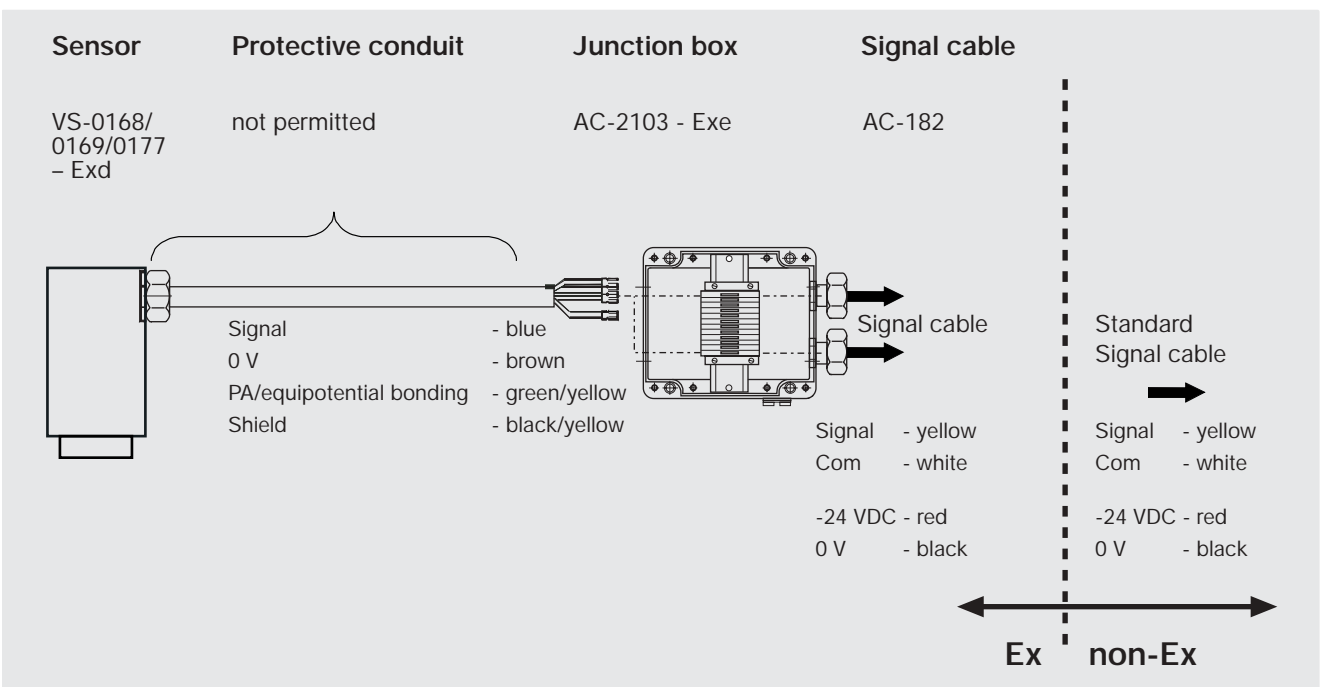 Sensor Protective conduit Junction box Signal cable
VS-0168/ not permitted AC-2103 - Exe AC-182
0169/0177
– Exd
Signal - blue
0 V - brown
PA/equipotential bonding - green/yellow
Shield - black/yellow
Signal cable
Signal - yellow
Com - white
-24 VDC - red
0 V - black
Standard
Signal cable
Signal - yellow
Com - white
-24 VDC - red
0 V - black
Ex non-Ex